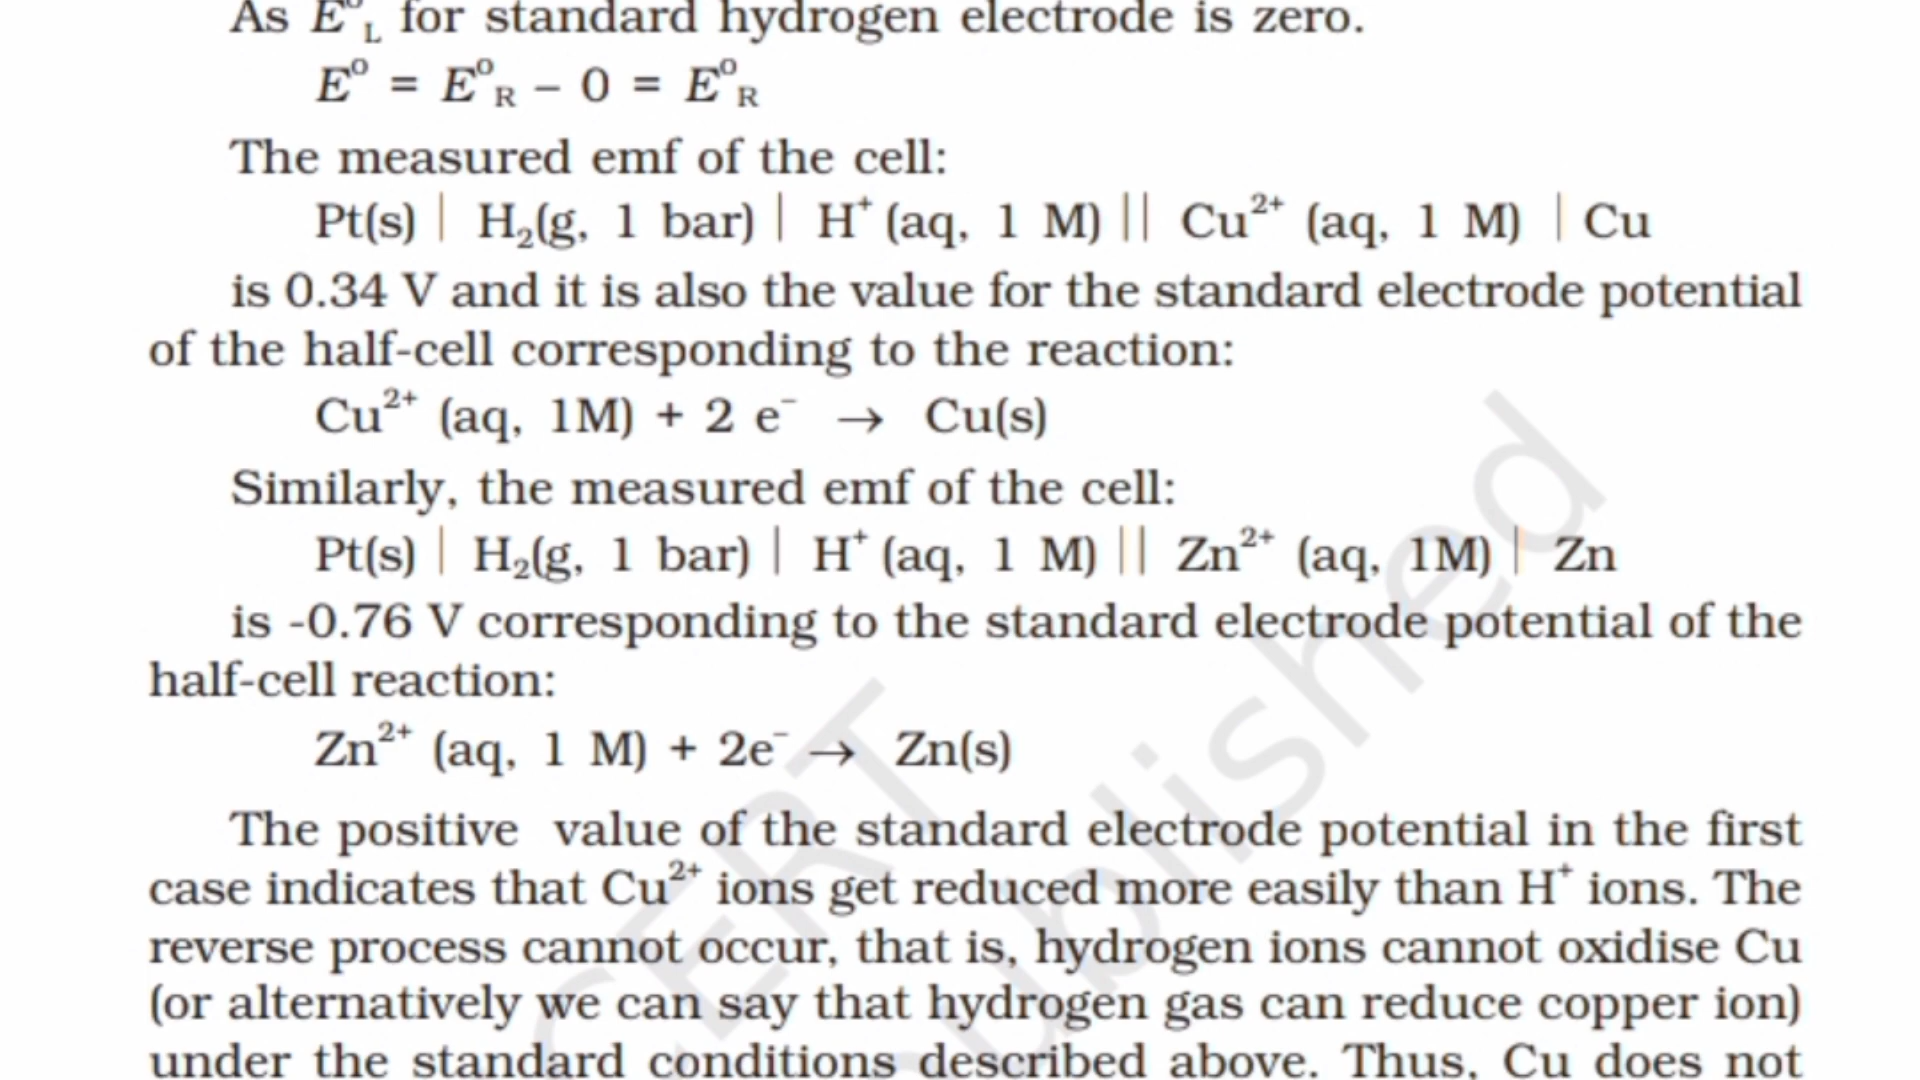 As E°L for standard hydrogen electrode is zero.
E° = E°R – 0 = E°R
The measured emf of the cell:
Pt(s) | H₂(g, 1 bar) | H⁺ (aq, 1 M) || Cu²⁺ (aq, 1 M) | Cu
is 0.34 V and it is also the value for the standard electrode potential
of the half-cell corresponding to the reaction:
Cu²⁺ (aq, 1M) + 2 e⁻ → Cu(s)
Similarly, the measured emf of the cell:
Pt(s) | H₂(g, 1 bar) | H⁺ (aq, 1 M) || Zn²⁺ (aq, 1M) | Zn
is -0.76 V corresponding to the standard electrode potential of the
half-cell reaction:
Zn²⁺ (aq, 1 M) + 2e⁻ → Zn(s)
The positive value of the standard electrode potential in the first
case indicates that Cu²⁺ ions get reduced more easily than H⁺ ions. The
reverse process cannot occur, that is, hydrogen ions cannot oxidise Cu
(or alternatively we can say that hydrogen gas can reduce copper ion)
under the standard conditions described above. Thus, Cu does not